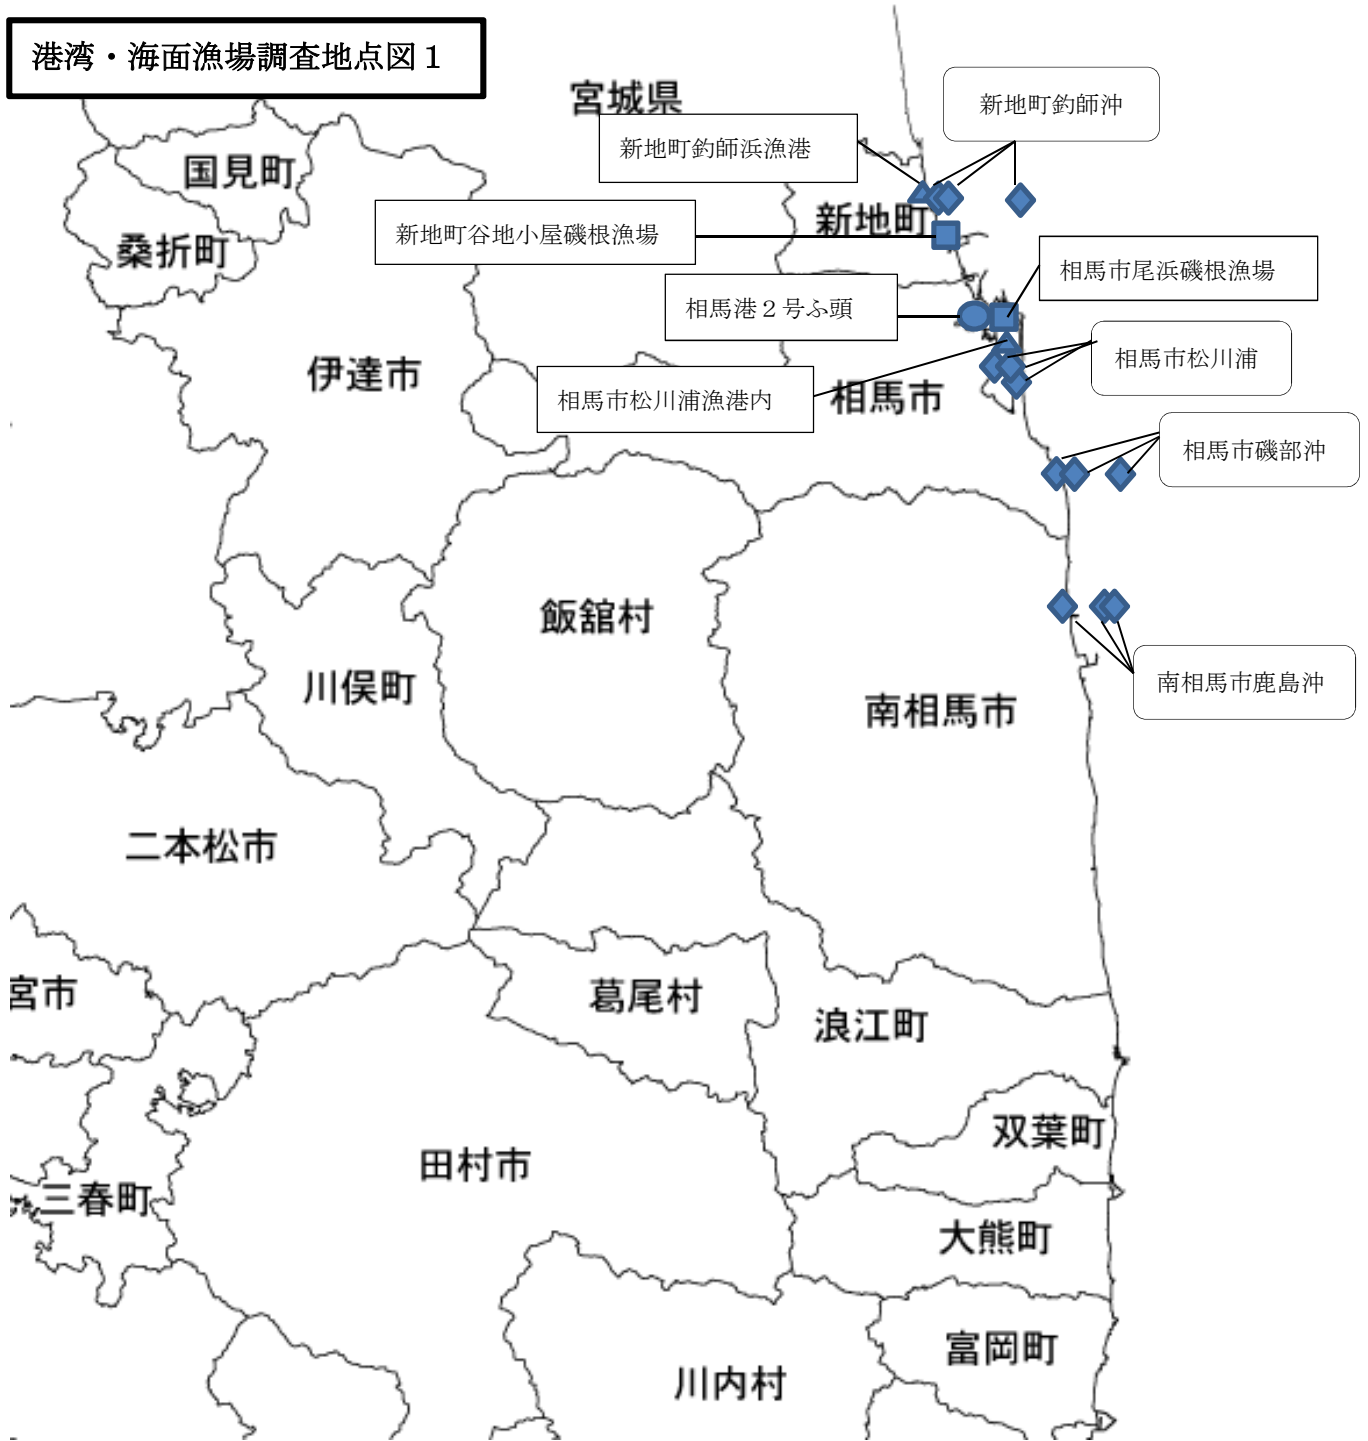 港湾・海面漁場調査地点図１
宮城県
新地町釣師沖
新地町釣師浜漁港
国見町
新地町
新地町谷地小屋磯根漁場
桑折町
相馬市尾浜磯根漁場
相馬港２号ふ頭
相馬市松川浦
伊達市
相馬市松川浦漁港内
相馬市
相馬市磯部沖
飯舘村
川俣町
南相馬市鹿島沖
南相馬市
二本松市
宮市
葛尾村
浪江町
双葉町
田村市
三春町
大熊町
富岡町
川内村